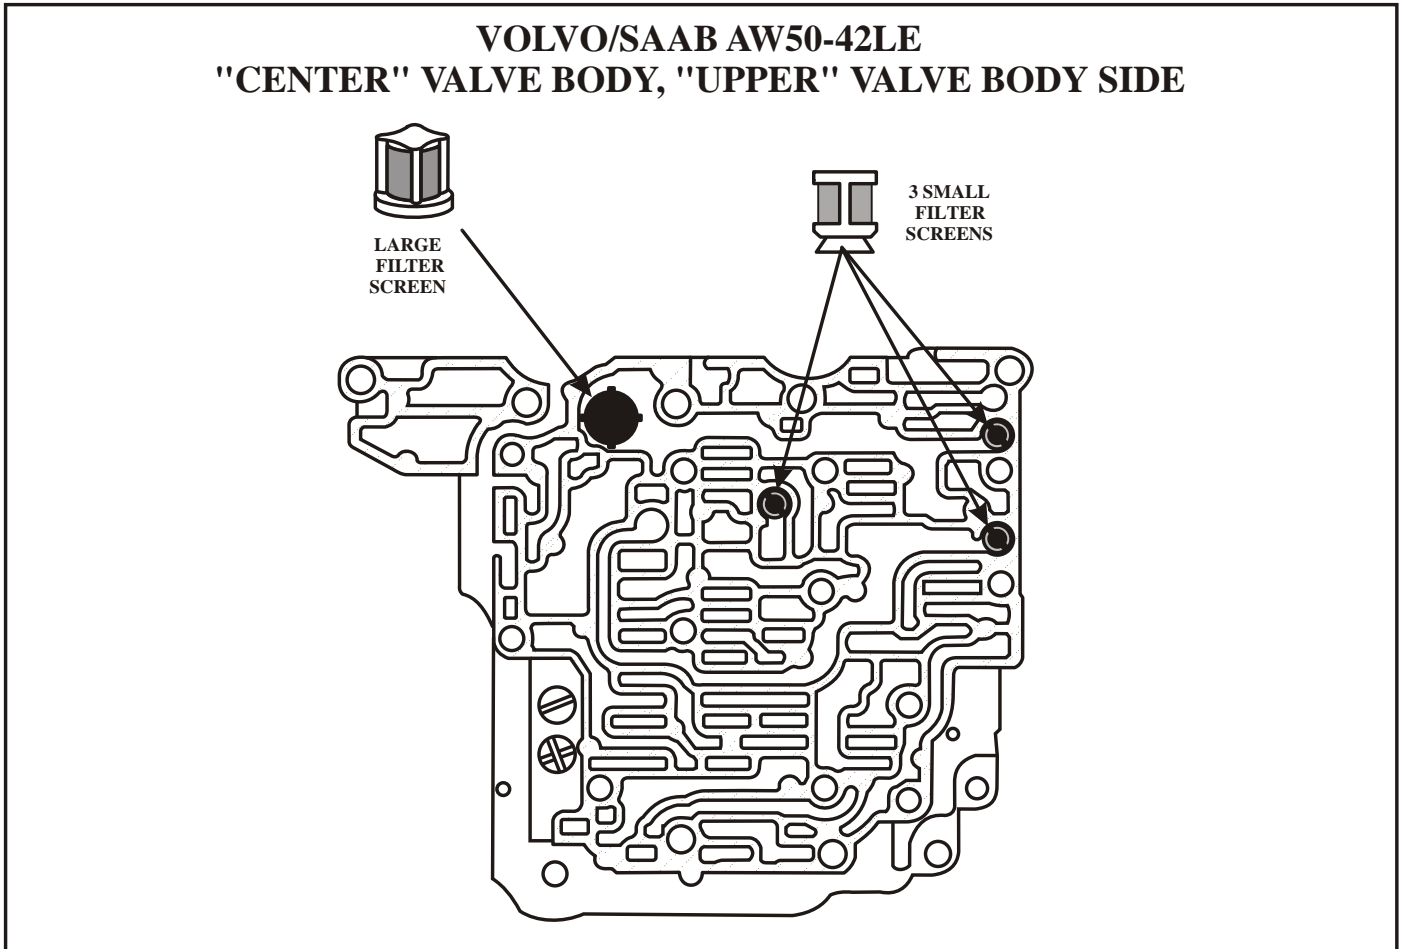 VOLVO/SAAB AW50-42LE
"CENTER" VALVE BODY, "UPPER" VALVE BODY SIDE
LARGE
FILTER
SCREEN
3 SMALL
FILTER
SCREENS